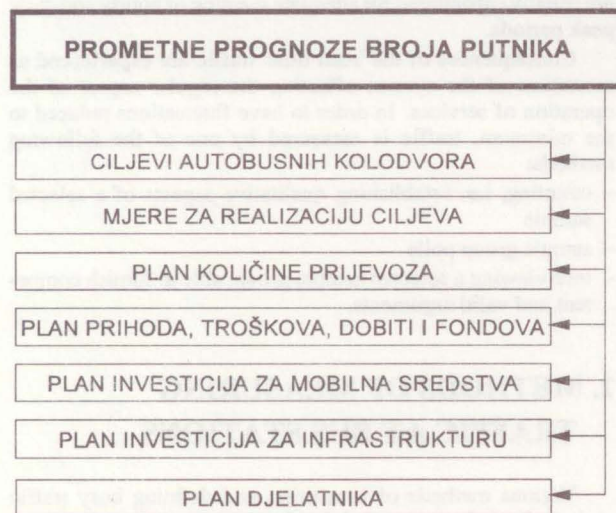 PROMETNE PROGNOZE BROJA PUTNIKA
CILJEVI AUTOBUSNIH KOLODVORA
MJERE ZA REALIZACIJU CILJEVA
PLAN KOLIČINE PRIJEVOZA
PLAN PRIHODA, TROŠKOVA, DOBITI I FONDOVA
PLAN INVESTICIJA ZA MOBILNA SREDSTVA
PLAN INVESTICIJA ZA INFRASTRUKTURU
PLAN DJELATNIKA